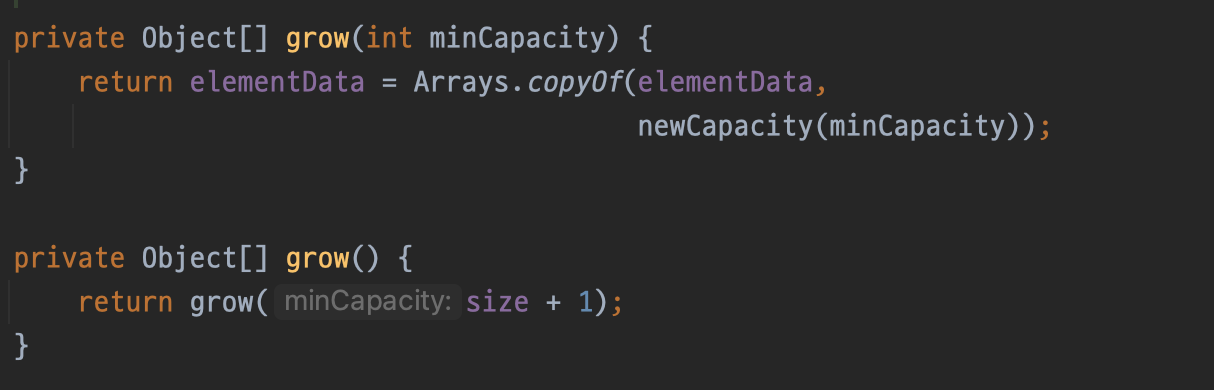 private Object[] grow(int minCapacity) {
    return elementData = Arrays.copyOf(elementData,
                                       newCapacity(minCapacity));
}

private Object[] grow() {
    return grow( minCapacity: size + 1);
}